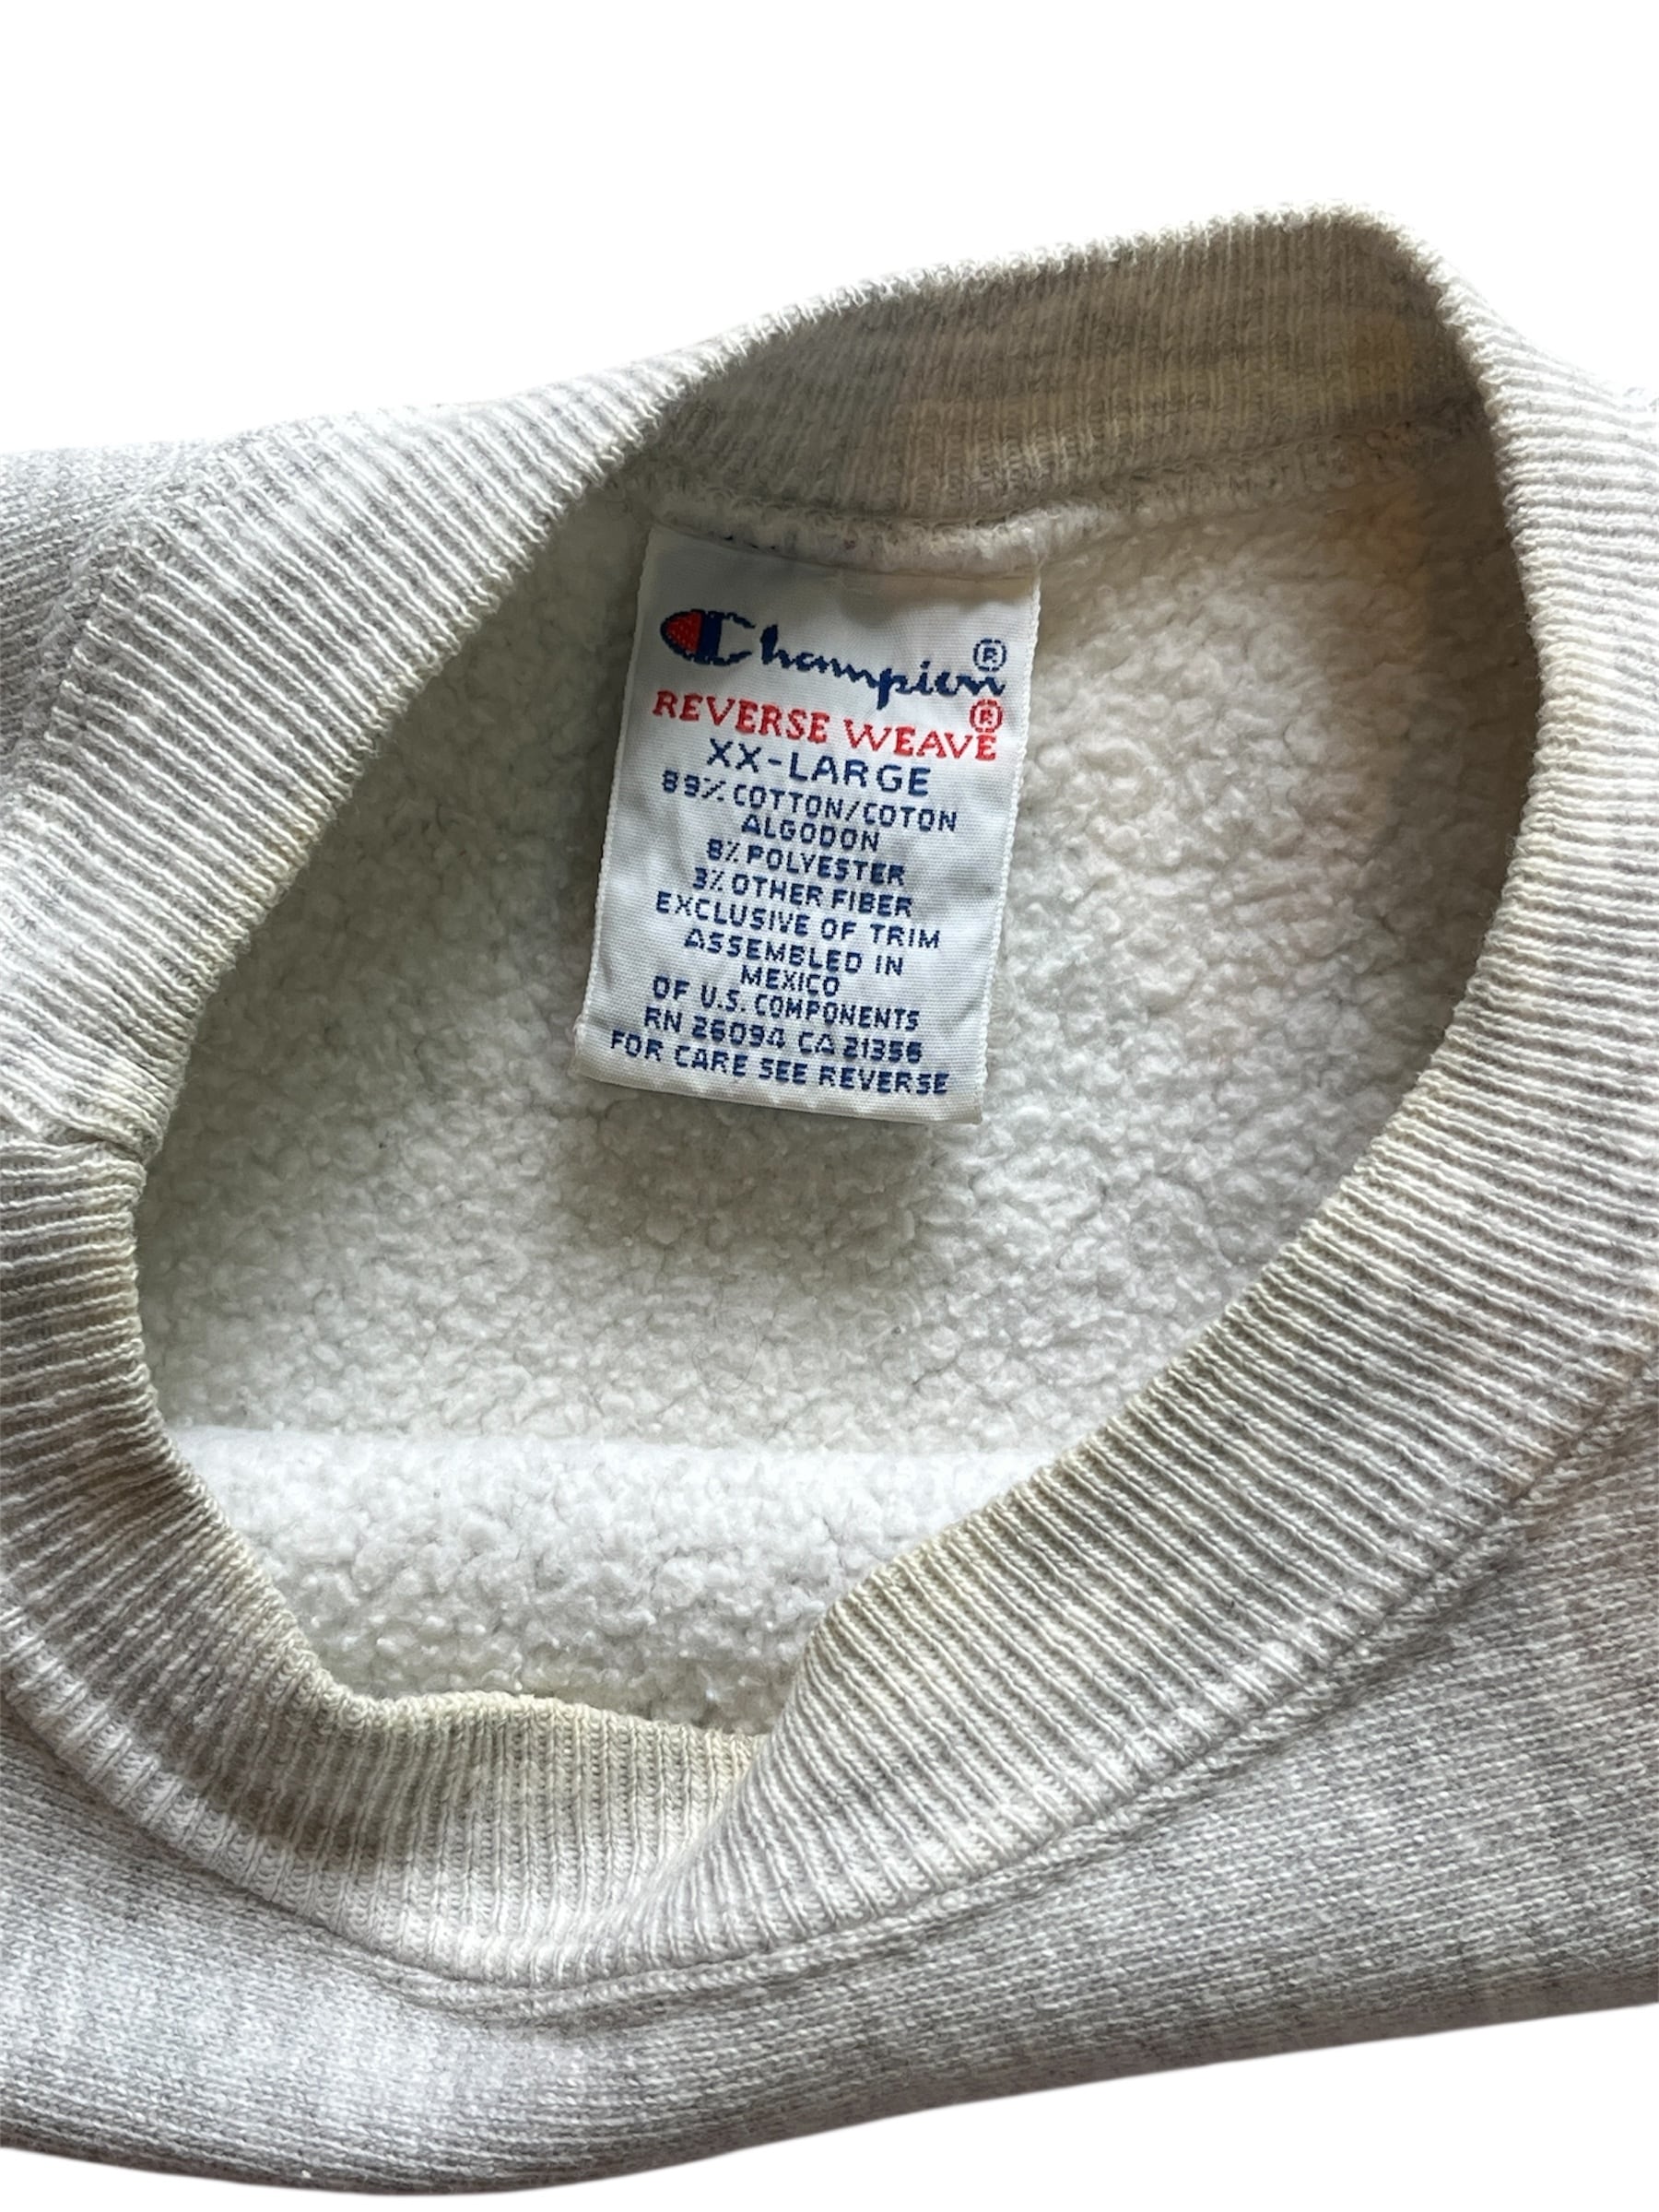 Champion®
REVERSE WEAVE®
XX-LARGE
89% COTTON/COTON
ALGODON
8% POLYESTER
3% OTHER FIBER
EXCLUSIVE OF TRIM
ASSEMBLED IN
MEXICO
OF U.S. COMPONENTS
RN 26094 CA 21356
FOR CARE SEE REVERSE